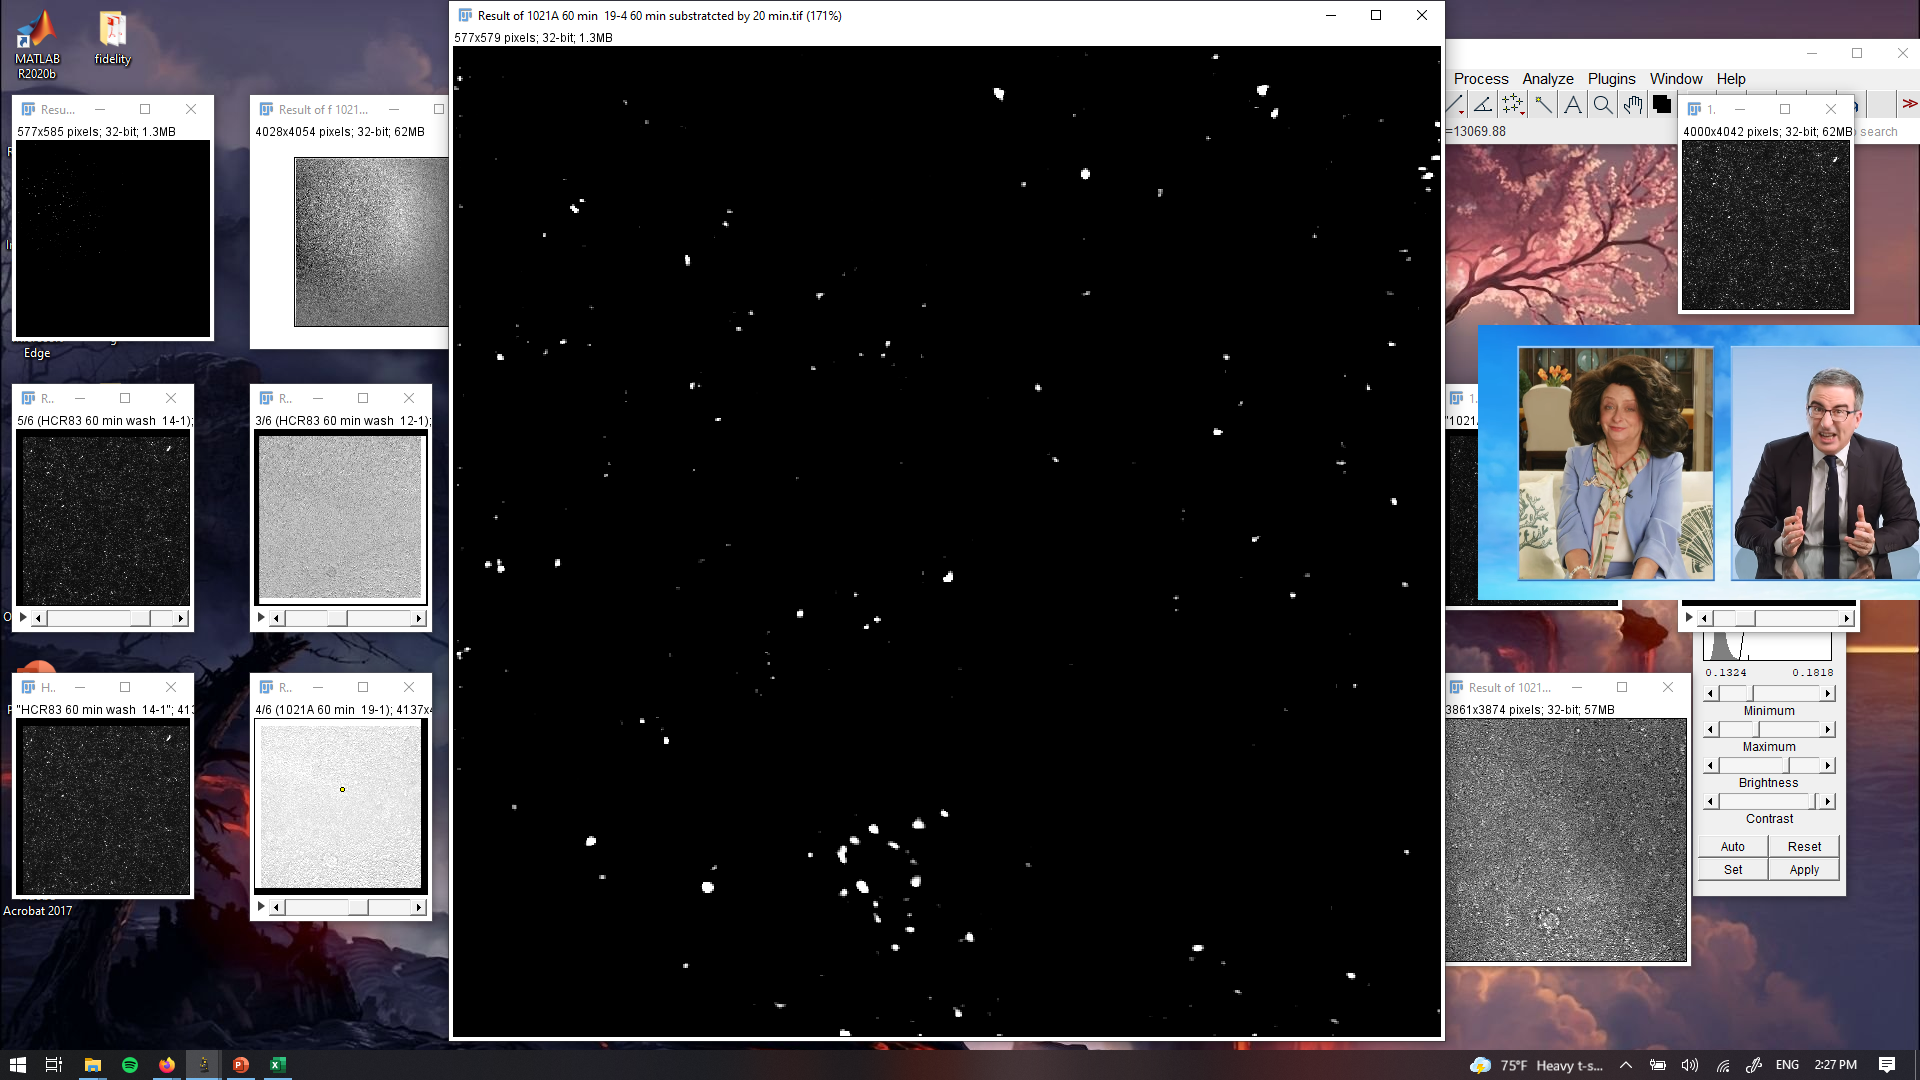 MATLAB
R2020b
fidelity
Result of 1021A 60 min 19-4 60 min substratcted by 20 min.tif (171%)
577x579 pixels; 32-bit; 1.3MB
Process Analyze Plugins Window Help
=13069.88
search
Resu...
577x585 pixels; 32-bit; 1.3MB
Result of f 1021...
4028x4054 pixels; 32-bit; 62MB
1.
4000x4042 pixels; 32-bit; 62MB
Edge
R..
5/6 (HCR83 60 min wash 14-1);
R..
3/6 (HCR83 60 min wash 12-1);
1.
"1021
H..
"HCR83 60 min wash 14-1"; 413
R..
4/6 (1021A 60 min 19-1); 4137x4
Result of 1021...
3861x3874 pixels; 32-bit; 57MB
0.1324 0.1818
Minimum
Maximum
Brightness
Contrast
Auto Reset
Set Apply
Acrobat 2017
75°F Heavy t-s...
ENG
2:27 PM